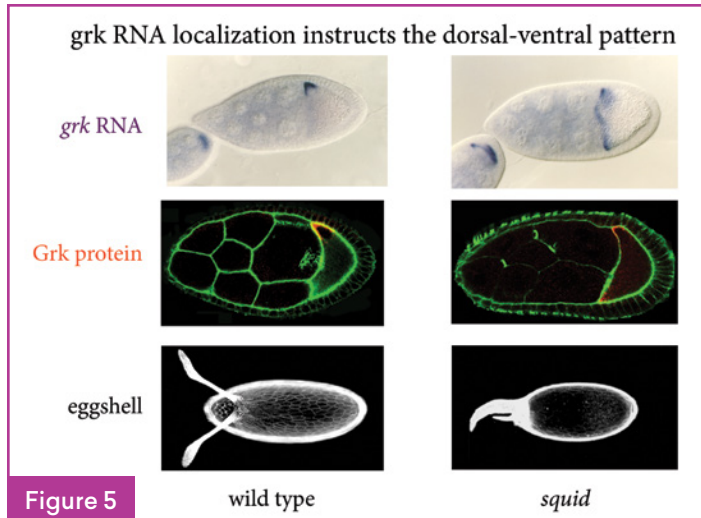 grk RNA localization instructs the dorsal-ventral pattern
grk RNA
Grk protein
eggshell
Figure 5
wild type
squid